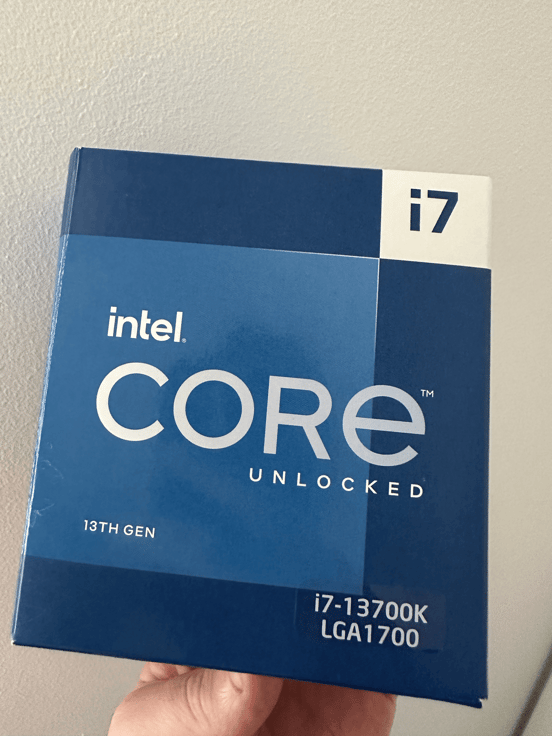 i7
intel.
CORE™
UNLOCKED
13TH GEN
i7-13700K
LGA1700